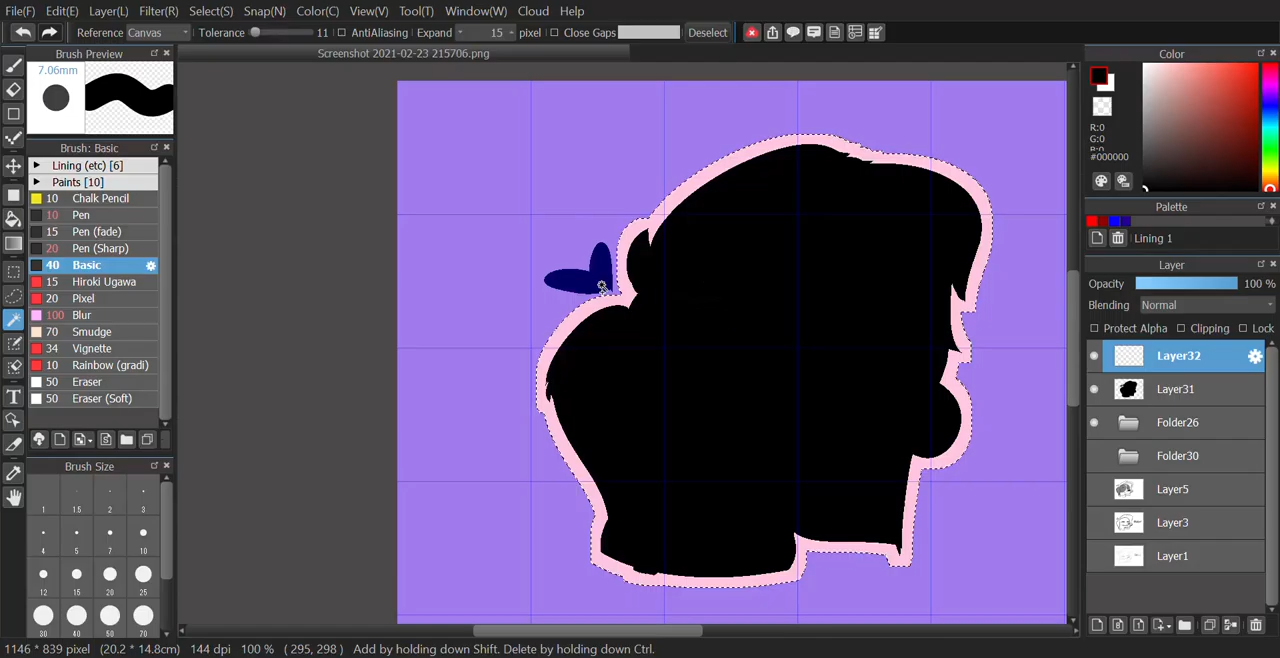 File(F) Edit(E) Layer(L) Filter(R) Select(S) Snap(N) Color(C) View(V) Tool(T) Window(W) Cloud Help
Reference Canvas Tolerance 11 AntiAliasing Expand 15 pixel Close Gaps Deselect
Brush Preview
Screenshot 2021-02-23 215706.png
7.06mm
Brush: Basic
Lining (etc) [6]
Paints [10]
10 Chalk Pencil
10 Pen
15 Pen (fade)
20 Pen (Sharp)
40 Basic
15 Hiroki Ugawa
20 Pixel
100 Blur
70 Smudge
34 Vignette
10 Rainbow (gradi)
50 Eraser
50 Eraser (Soft)
Brush Size
1 1.5 2 3
4 5 7 10
12 15 20 25
30 40 50 70
Color
R:0
G:0
B:0
#000000
Palette
Lining 1
Layer
Opacity 100 %
Blending Normal
Protect Alpha Clipping Lock
Layer32
Layer31
Folder26
Folder30
Layer5
Layer3
Layer1
1146 * 839 pixel (20.2 * 14.8cm) 144 dpi 100 % ( 295, 298 ) Add by holding down Shift. Delete by holding down Ctrl.